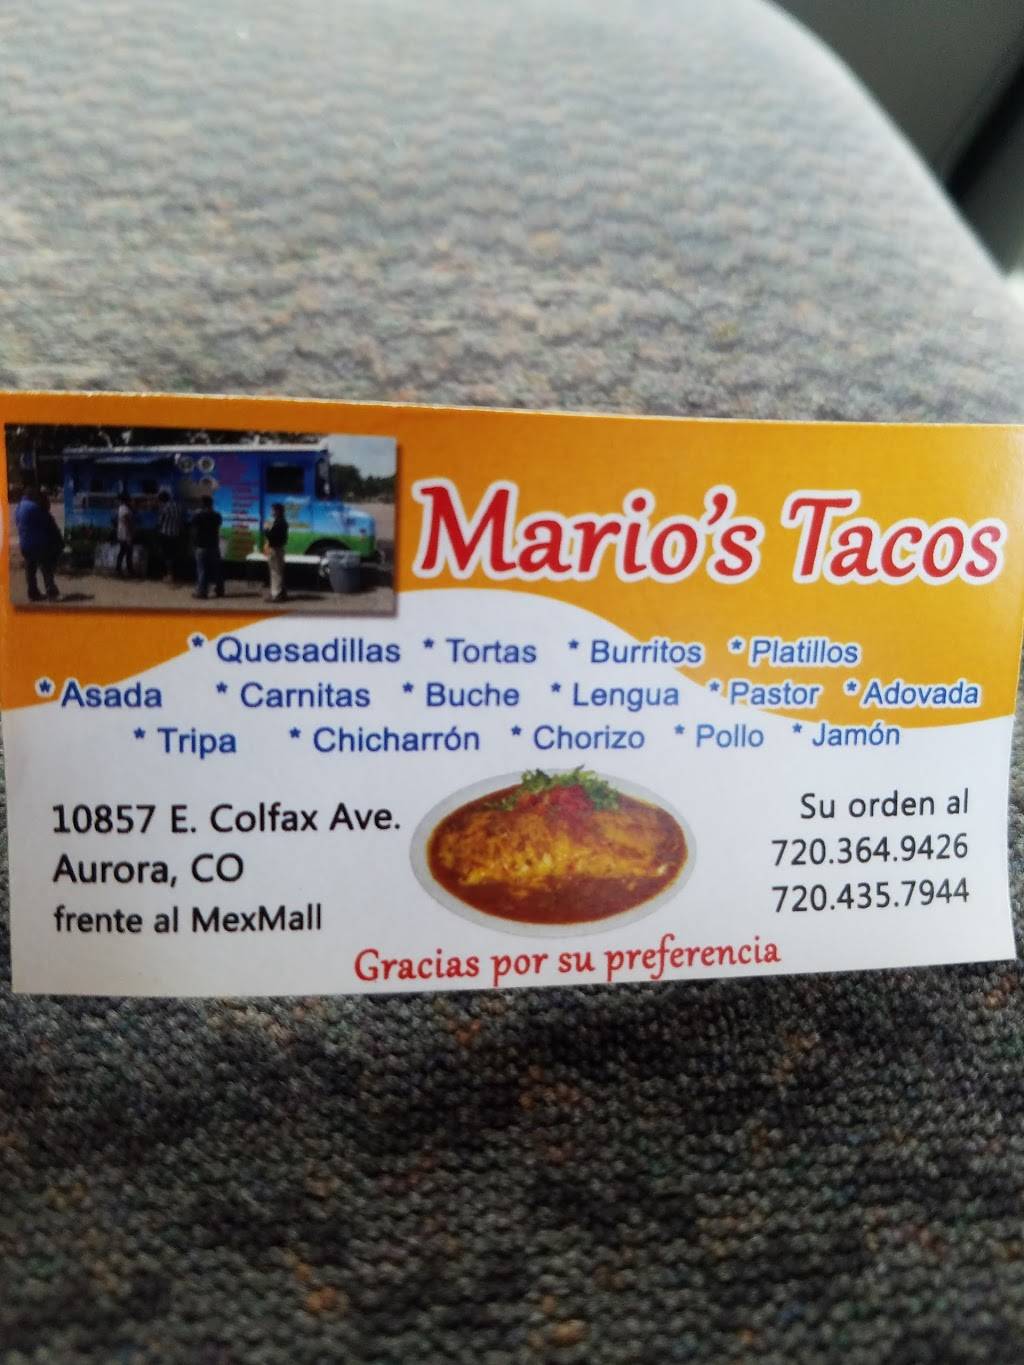 Mario's Tacos
* Quesadillas * Tortas * Burritos * Platillos
* Asada * Carnitas * Buche * Lengua * Pastor * Adovada
* Tripa * Chicharrón * Chorizo * Pollo * Jamón
10857 E. Colfax Ave.
Aurora, CO
frente al MexMall
Su orden al
720.364.9426
720.435.7944
Gracias por su preferencia